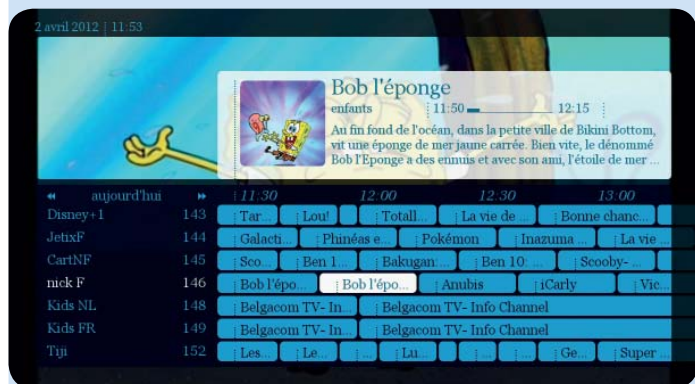 2 avril 2012 | 11:53
Bob l'éponge
enfants 11:50 12:15
Au fin fond de l'océan, dans la petite ville de Bikini Bottom,
vit une éponge de mer jaune carrée. Bien vite, le dénommé
Bob l'Eponge a des ennuis et avec son ami, l'étoile de mer ...
aujourd'hui 11:30 12:00 12:30 13:00
Disney+1 143 Tar... Lou! Totall... La vie de ... Bonne chanc...
JetixF 144 Galacti... Phinéas e... Pokémon Inazuma ... La vie ...
CartNF 145 Sco... Ben 1... Bakugan:... Ben 10: ... Scooby- ...
nick F 146 Bob l'épo... Bob l'épo... Anubis iCarly Vic...
Kids NL 148 Belgacom TV- In... Belgacom TV- Info Channel
Kids FR 149 Belgacom TV- In... Belgacom TV- Info Channel
Tiji 152 Les... Le... ... Lu... ... ... Ge... Super ...